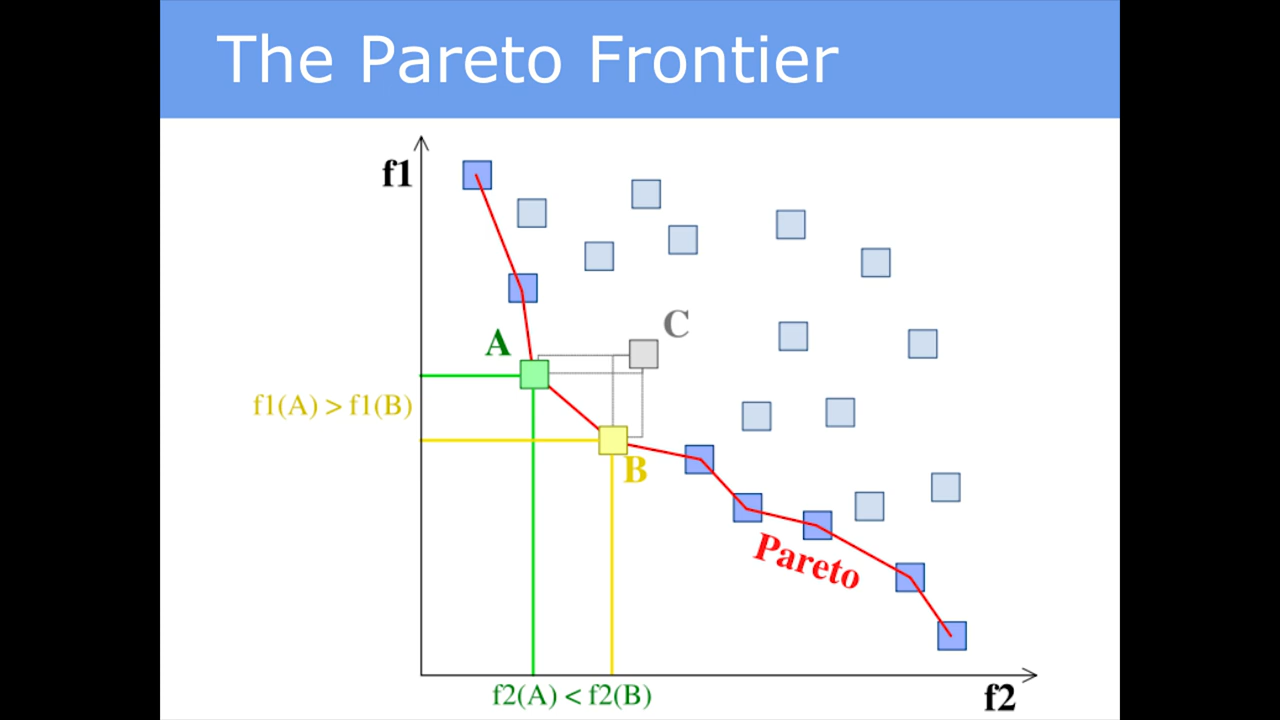 The Pareto Frontier
f1
C
A
f1(A) > f1(B)
B
Pareto
f2(A) < f2(B)
f2